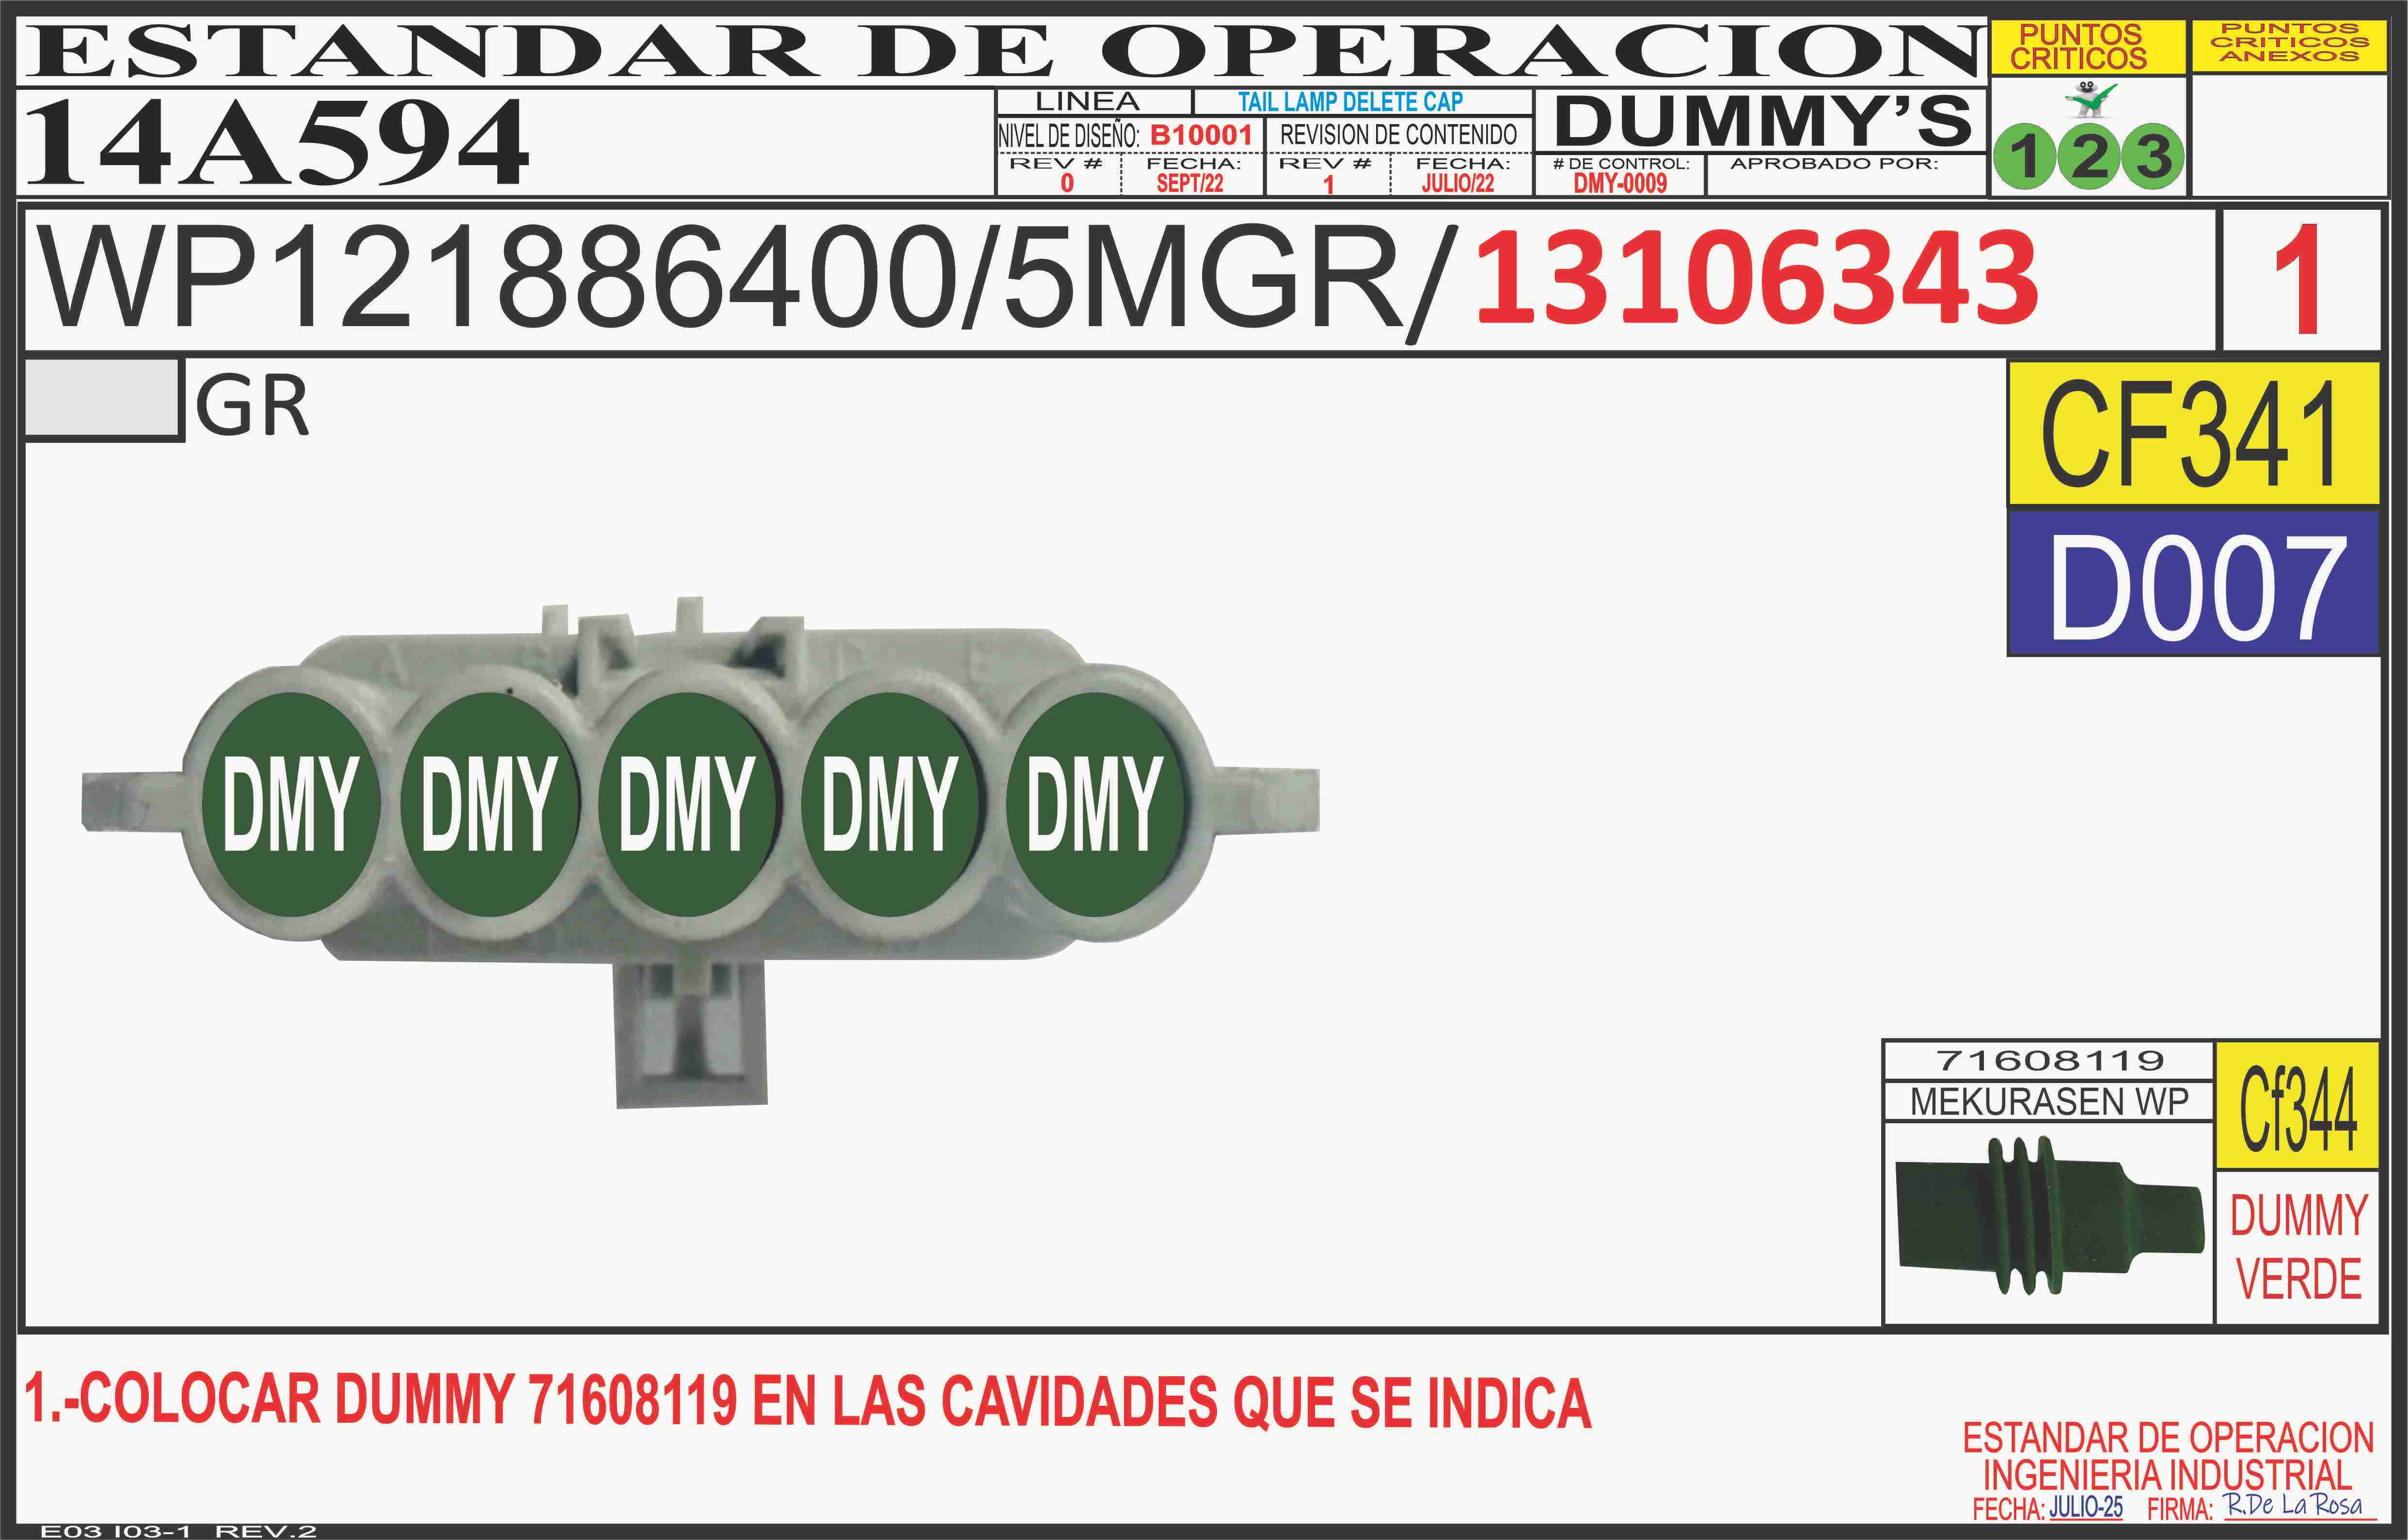 ESTANDAR DE OPERACION
PUNTOS
CRITICOS
PUNTOS
CRITICOS
ANEXOS
14A594
LINEA
TAIL LAMP DELETE CAP
NIVEL DE DISEÑO: B10001
REVISION DE CONTENIDO
REV #
0
FECHA:
SEPT/22
REV #
1
FECHA:
JULIO/22
DUMMY'S
# DE CONTROL:
DMY-0009
APROBADO POR:
1 2 3
WP121886400/5MGR/13106343
1
GR
CF341
D007
DMY DMY DMY DMY DMY
71608119
MEKURASEN WP
Cf344
DUMMY
VERDE
1.-COLOCAR DUMMY 71608119 EN LAS CAVIDADES QUE SE INDICA
ESTANDAR DE OPERACION
INGENIERIA INDUSTRIAL
FECHA: JULIO-25 FIRMA: R.De La Rosa
E03 I03-1 REV.2